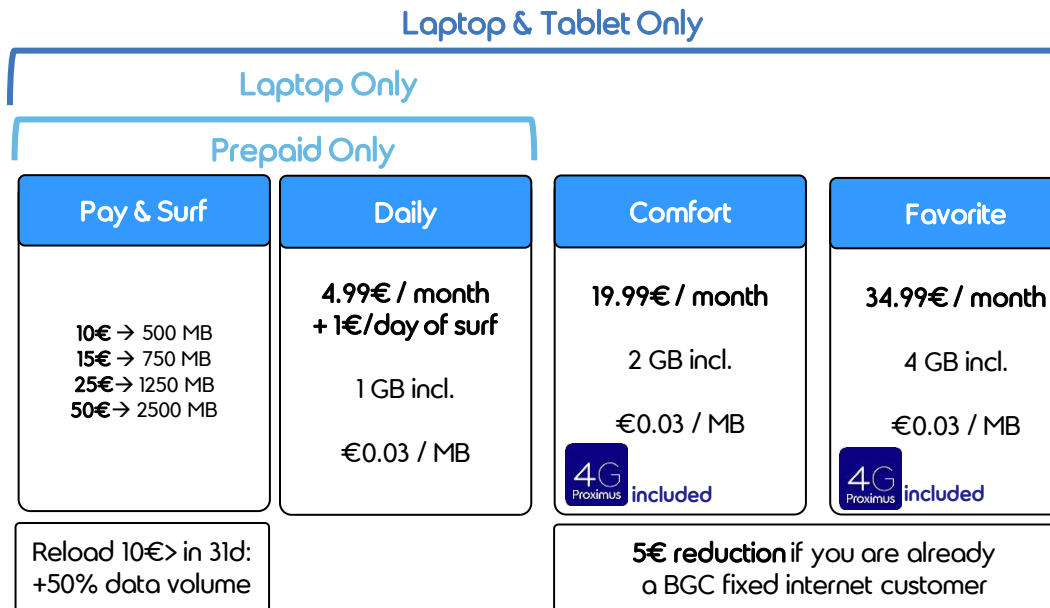 Laptop & Tablet Only
Laptop Only
Prepaid Only
Pay & Surf
10€ → 500 MB
15€ → 750 MB
25€ → 1250 MB
50€ → 2500 MB
Reload 10€> in 31d:
+50% data volume
Daily
4.99€ / month
+ 1€/day of surf
1 GB incl.
€0.03 / MB
Comfort
19.99€ / month
2 GB incl.
€0.03 / MB
4G
Proximus
included
Favorite
34.99€ / month
4 GB incl.
€0.03 / MB
4G
Proximus
included
5€ reduction if you are already
a BGC fixed internet customer